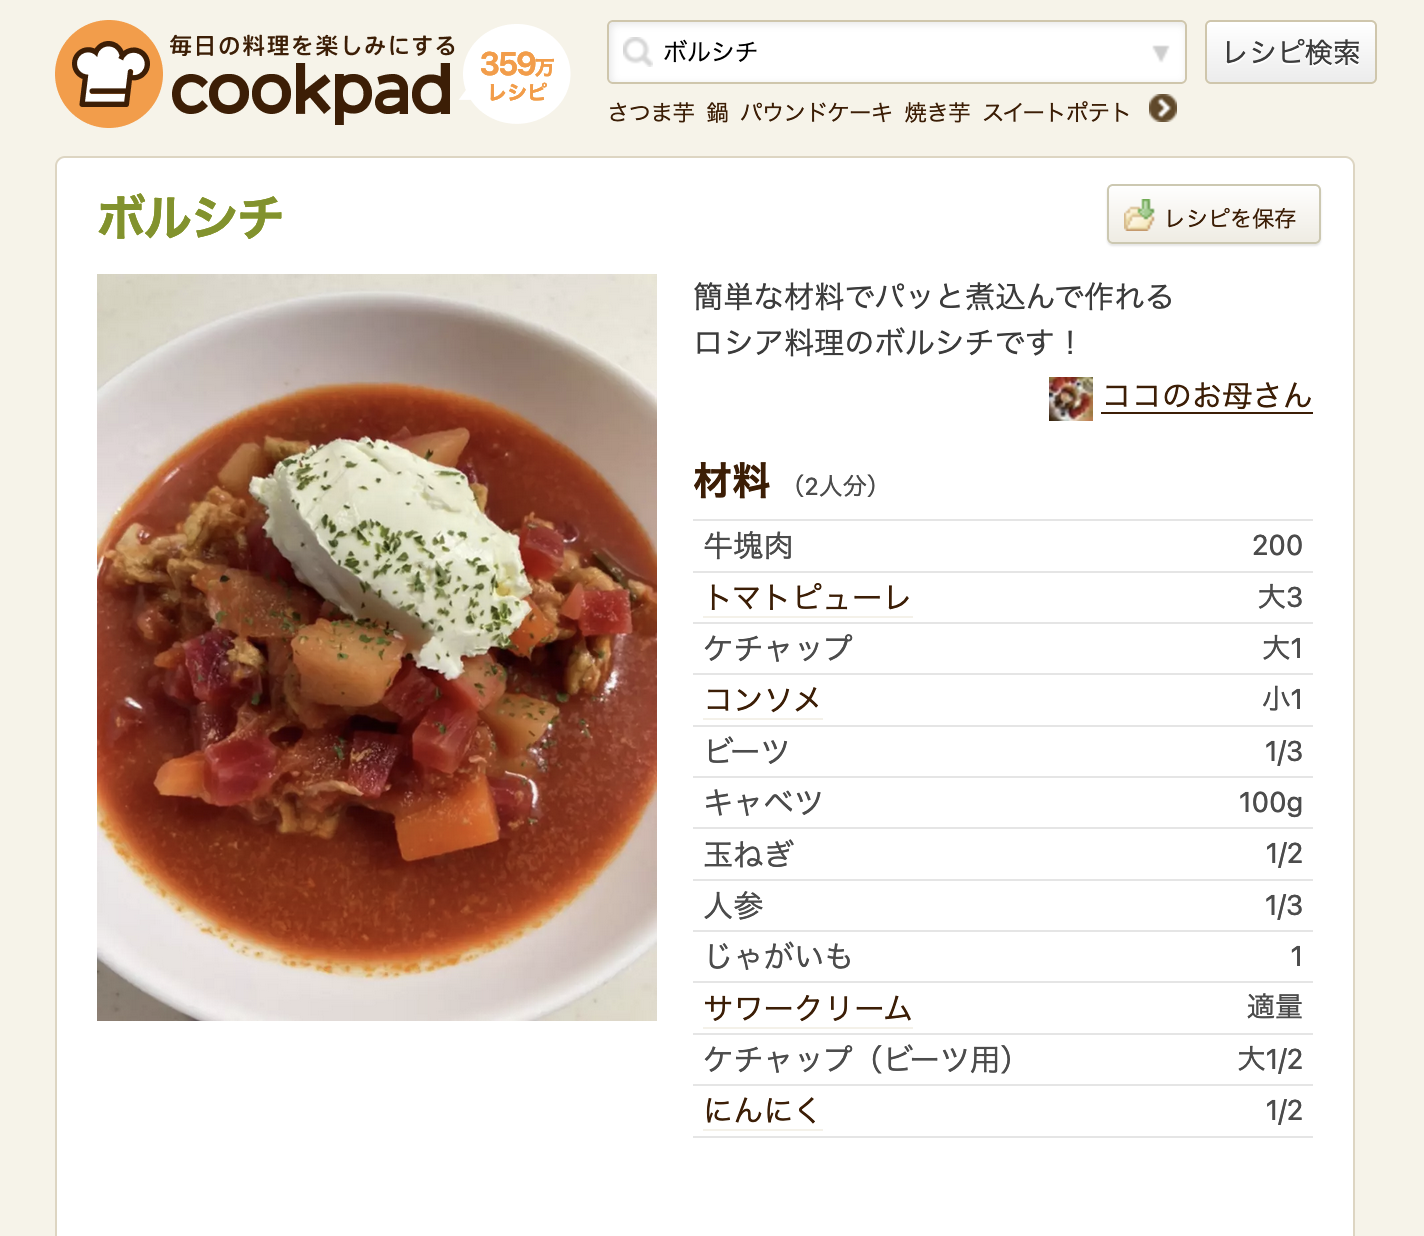 毎日の料理を楽しみにする
cookpad
359万
レシピ
ボルシチ
レシピ検索
さつま芋 鍋 パウンドケーキ 焼き芋 スイートポテト
ボルシチ
レシピを保存
簡単な材料でパッと煮込んで作れる
ロシア料理のボルシチです！
ココのお母さん
材料 （2人分）
牛塊肉 200
トマトピューレ 大3
ケチャップ 大1
コンソメ 小1
ビーツ 1/3
キャベツ 100g
玉ねぎ 1/2
人参 1/3
じゃがいも 1
サワークリーム 適量
ケチャップ（ビーツ用） 大1/2
にんにく 1/2